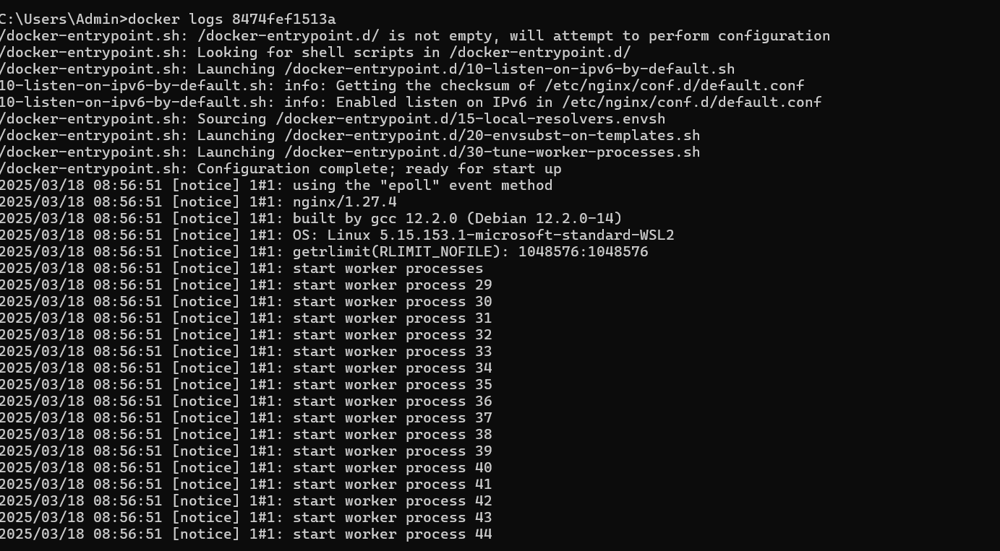 C:\Users\Admin>docker logs 8474fef1513a
/docker-entrypoint.sh: /docker-entrypoint.d/ is not empty, will attempt to perform configuration
/docker-entrypoint.sh: Looking for shell scripts in /docker-entrypoint.d/
/docker-entrypoint.sh: Launching /docker-entrypoint.d/10-listen-on-ipv6-by-default.sh
10-listen-on-ipv6-by-default.sh: info: Getting the checksum of /etc/nginx/conf.d/default.conf
10-listen-on-ipv6-by-default.sh: info: Enabled listen on IPv6 in /etc/nginx/conf.d/default.conf
/docker-entrypoint.sh: Sourcing /docker-entrypoint.d/15-local-resolvers.envsh
/docker-entrypoint.sh: Launching /docker-entrypoint.d/20-envsubst-on-templates.sh
/docker-entrypoint.sh: Launching /docker-entrypoint.d/30-tune-worker-processes.sh
/docker-entrypoint.sh: Configuration complete; ready for start up
2025/03/18 08:56:51 [notice] 1#1: using the "epoll" event method
2025/03/18 08:56:51 [notice] 1#1: nginx/1.27.4
2025/03/18 08:56:51 [notice] 1#1: built by gcc 12.2.0 (Debian 12.2.0-14)
2025/03/18 08:56:51 [notice] 1#1: OS: Linux 5.15.153.1-microsoft-standard-WSL2
2025/03/18 08:56:51 [notice] 1#1: getrlimit(RLIMIT_NOFILE): 1048576:1048576
2025/03/18 08:56:51 [notice] 1#1: start worker processes
2025/03/18 08:56:51 [notice] 1#1: start worker process 29
2025/03/18 08:56:51 [notice] 1#1: start worker process 30
2025/03/18 08:56:51 [notice] 1#1: start worker process 31
2025/03/18 08:56:51 [notice] 1#1: start worker process 32
2025/03/18 08:56:51 [notice] 1#1: start worker process 33
2025/03/18 08:56:51 [notice] 1#1: start worker process 34
2025/03/18 08:56:51 [notice] 1#1: start worker process 35
2025/03/18 08:56:51 [notice] 1#1: start worker process 36
2025/03/18 08:56:51 [notice] 1#1: start worker process 37
2025/03/18 08:56:51 [notice] 1#1: start worker process 38
2025/03/18 08:56:51 [notice] 1#1: start worker process 39
2025/03/18 08:56:51 [notice] 1#1: start worker process 40
2025/03/18 08:56:51 [notice] 1#1: start worker process 41
2025/03/18 08:56:51 [notice] 1#1: start worker process 42
2025/03/18 08:56:51 [notice] 1#1: start worker process 43
2025/03/18 08:56:51 [notice] 1#1: start worker process 44